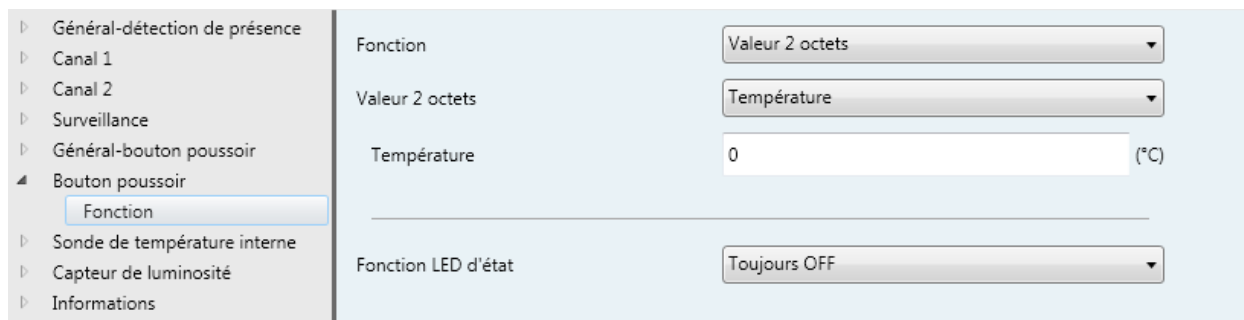 Général-détection de présence
Canal 1
Canal 2
Surveillance
Général-bouton poussoir
Bouton poussoir
Fonction
Sonde de température interne
Capteur de luminosité
Informations
Fonction Valeur 2 octets
Valeur 2 octets Température
Température 0 (°C)
Fonction LED d'état Toujours OFF